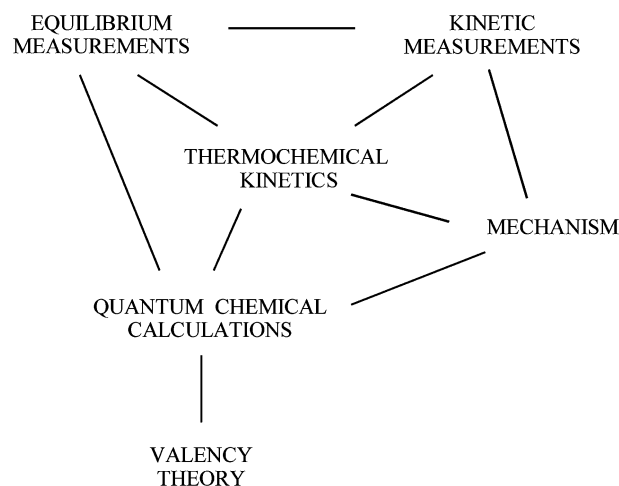 EQUILIBRIUM
MEASUREMENTS
KINETIC
MEASUREMENTS
THERMOCHEMICAL
KINETICS
MECHANISM
QUANTUM CHEMICAL
CALCULATIONS
VALENCY
THEORY